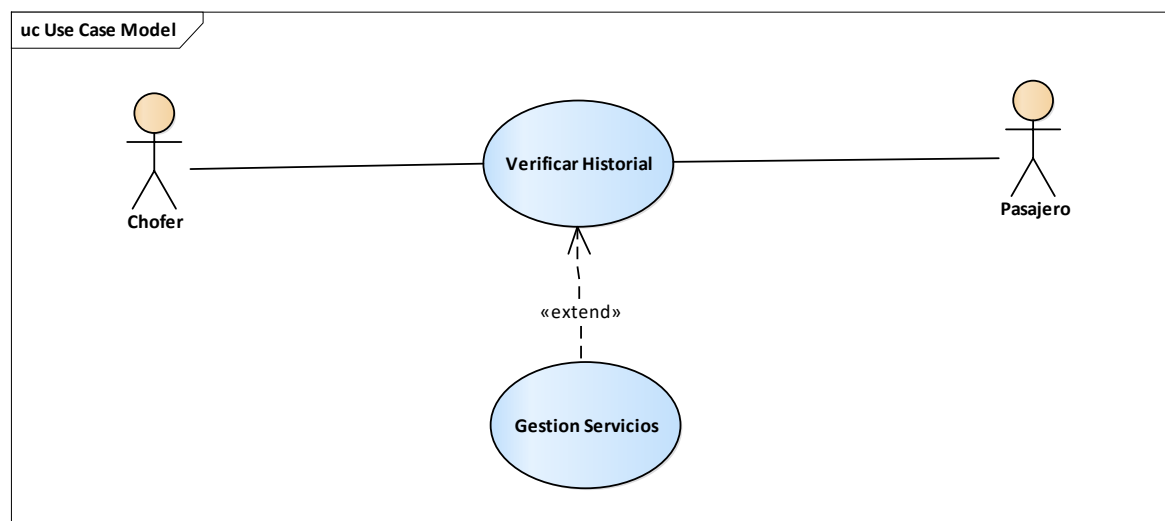 uc Use Case Model
Verificar Historial
Chofer
Pasajero
«extend»
Gestion Servicios